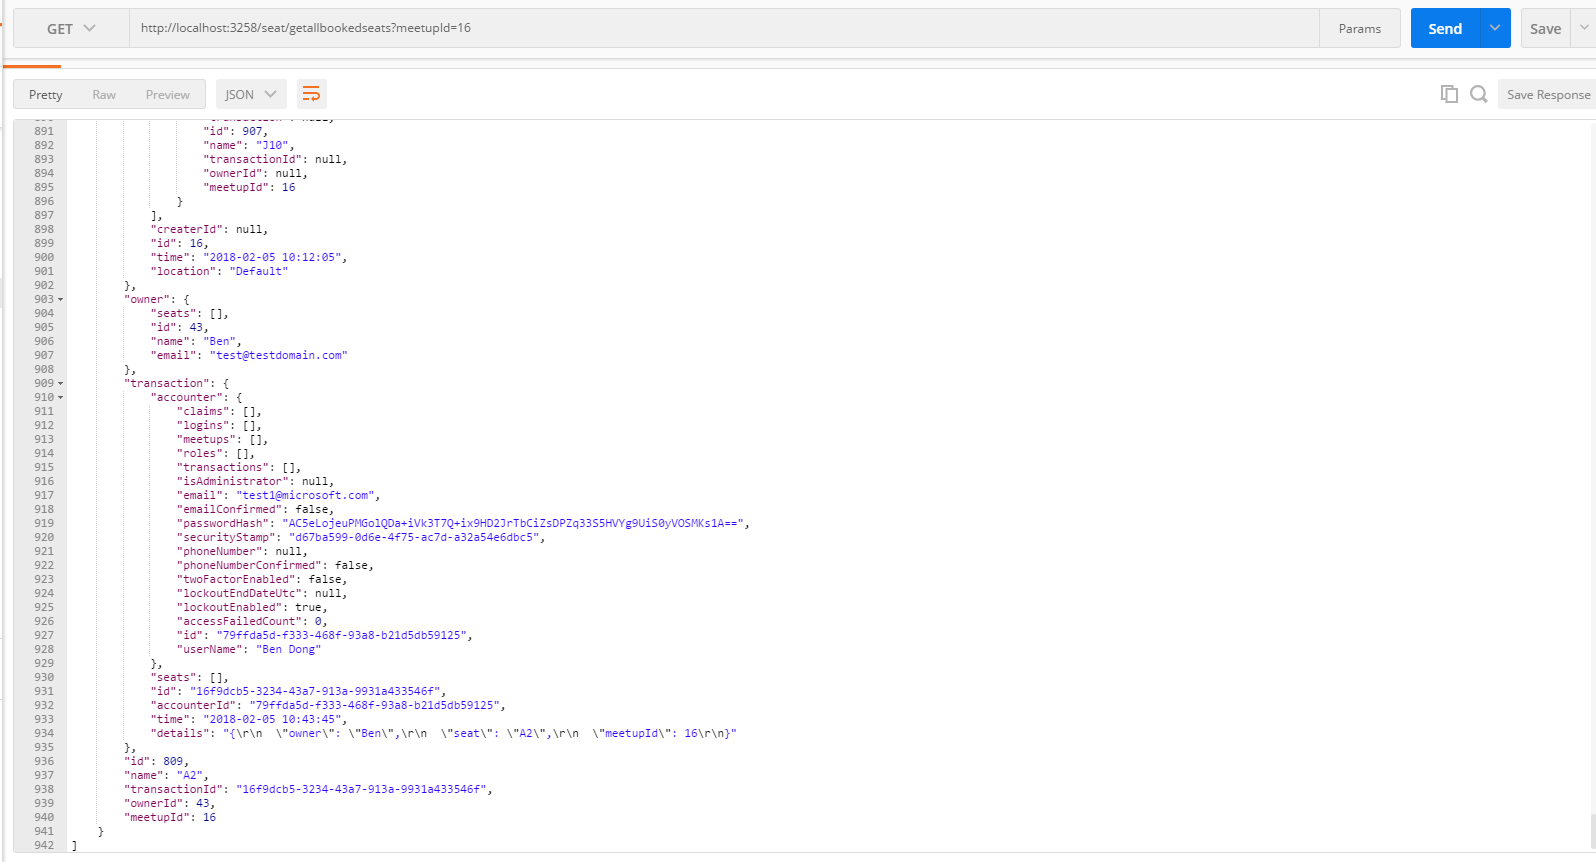 GET
http://localhost:3258/seat/getallbookedseats?meetupId=16
Params
Send
Save
Pretty
Raw
Preview
JSON
Save Response
891 "id": 907,
892 "name": "J10",
893 "transactionId": null,
894 "ownerId": null,
895 "meetupId": 16
896 }
897 ],
898 "createrId": null,
899 "id": 16,
900 "time": "2018-02-05 10:12:05",
901 "location": "Default"
902 },
903 "owner": {
904 "seats": [],
905 "id": 43,
906 "name": "Ben",
907 "email": "test@testdomain.com"
908 },
909 "transaction": {
910 "accounter": {
911 "claims": [],
912 "logins": [],
913 "meetups": [],
914 "roles": [],
915 "transactions": [],
916 "isAdministrator": null,
917 "email": "test1@microsoft.com",
918 "emailConfirmed": false,
919 "passwordHash": "AC5eLojeuPMGolQDa+iVk3T7Q+ix9HD2JrTbCiZsDPZq33S5HVYg9UiS0yVOSMKs1A==",
920 "securityStamp": "d67ba599-0d6e-4f75-ac7d-a32a54e6dbc5",
921 "phoneNumber": null,
922 "phoneNumberConfirmed": false,
923 "twoFactorEnabled": false,
924 "lockoutEndDateUtc": null,
925 "lockoutEnabled": true,
926 "accessFailedCount": 0,
927 "id": "79ffda5d-f333-468f-93a8-b21d5db59125",
928 "userName": "Ben Dong"
929 },
930 "seats": [],
931 "id": "16f9dcb5-3234-43a7-913a-9931a433546f",
932 "accounterId": "79ffda5d-f333-468f-93a8-b21d5db59125",
933 "time": "2018-02-05 10:43:45",
934 "details": "{\r\n  \"owner\": \"Ben\",\r\n  \"seat\": \"A2\",\r\n  \"meetupId\": 16\r\n}"
935 },
936 "id": 809,
937 "name": "A2",
938 "transactionId": "16f9dcb5-3234-43a7-913a-9931a433546f",
939 "ownerId": 43,
940 "meetupId": 16
941 }
942 ]